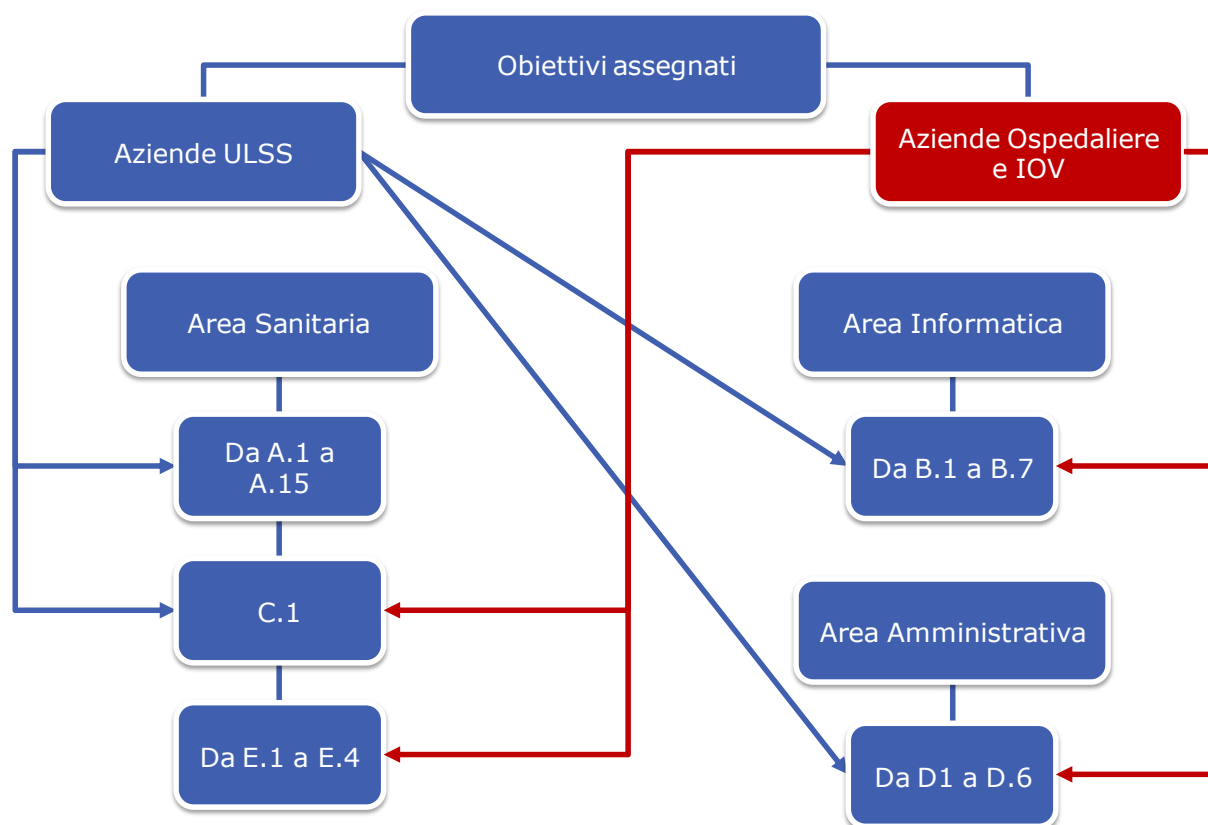 Obiettivi assegnati
Aziende ULSS
Aziende Ospedaliere
e IOV
Area Sanitaria
Area Informatica
Da A.1 a
A.15
Da B.1 a B.7
C.1
Area Amministrativa
Da E.1 a E.4
Da D1 a D.6